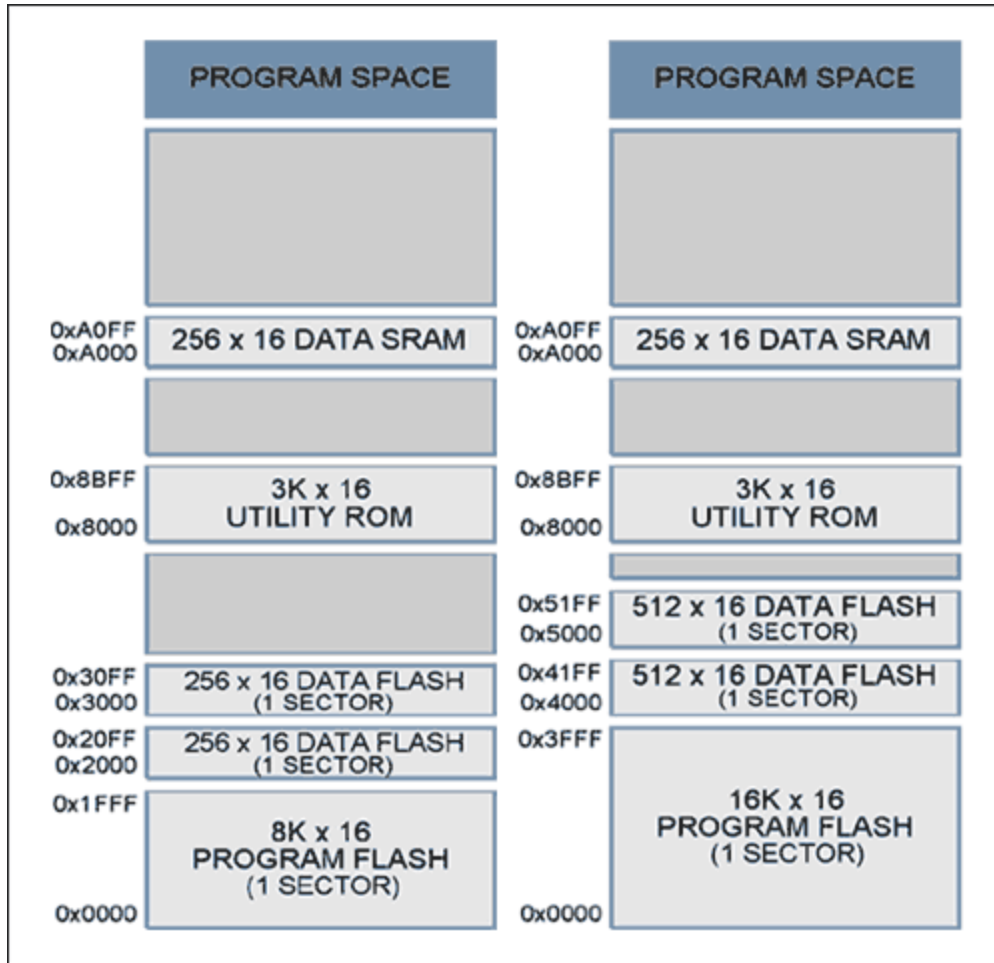 PROGRAM SPACE
0xA0FF
0xA000
256 x 16 DATA SRAM
0x8BFF
0x8000
3K x 16
UTILITY ROM
0x30FF
0x3000
256 x 16 DATA FLASH
(1 SECTOR)
0x20FF
0x2000
256 x 16 DATA FLASH
(1 SECTOR)
0x1FFF
8K x 16
PROGRAM FLASH
(1 SECTOR)
0x0000
PROGRAM SPACE
0xA0FF
0xA000
256 x 16 DATA SRAM
0x8BFF
0x8000
3K x 16
UTILITY ROM
0x51FF
0x5000
512 x 16 DATA FLASH
(1 SECTOR)
0x41FF
0x4000
512 x 16 DATA FLASH
(1 SECTOR)
0x3FFF
16K x 16
PROGRAM FLASH
(1 SECTOR)
0x0000